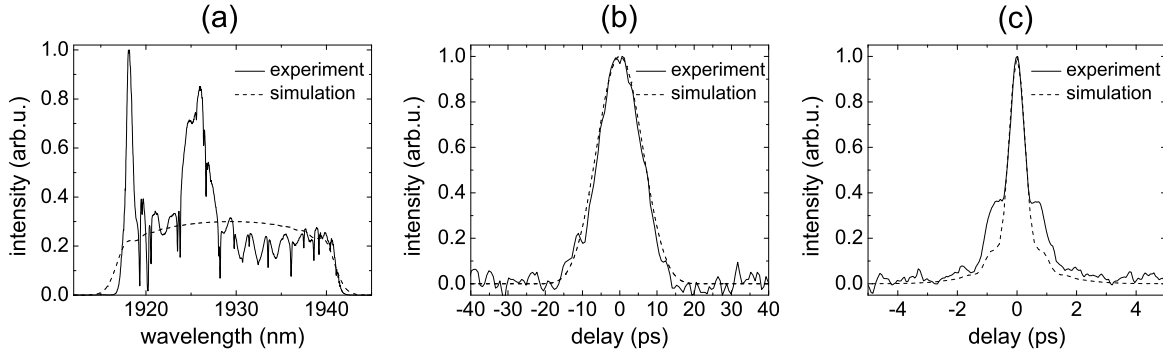 (a)
intensity (arb.u.)
1.0
0.8
0.6
0.4
0.2
0.0
experiment
simulation
1920 1930 1940
wavelength (nm)
(b)
intensity (arb.u.)
1.0
0.8
0.6
0.4
0.2
0.0
experiment
simulation
-40 -30 -20 -10 0 10 20 30 40
delay (ps)
(c)
intensity (arb.u.)
1.0
0.8
0.6
0.4
0.2
0.0
experiment
simulation
-4 -2 0 2 4
delay (ps)